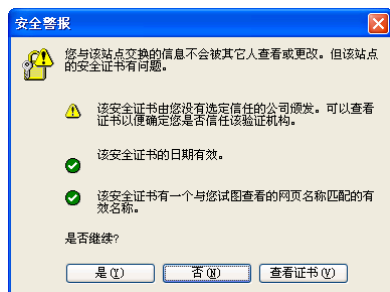 安全警报
您与该站点交换的信息不会被其它人查看或更改。但该站点
的安全证书有问题。
该安全证书由您没有选定信任的公司颁发。可以查看
证书以便确定您是否信任该验证机构。
该安全证书的日期有效。
该安全证书有一个与您试图查看的网页名称匹配的有
效名称。
是否继续?
是(Y) 否(N) 查看证书(V)